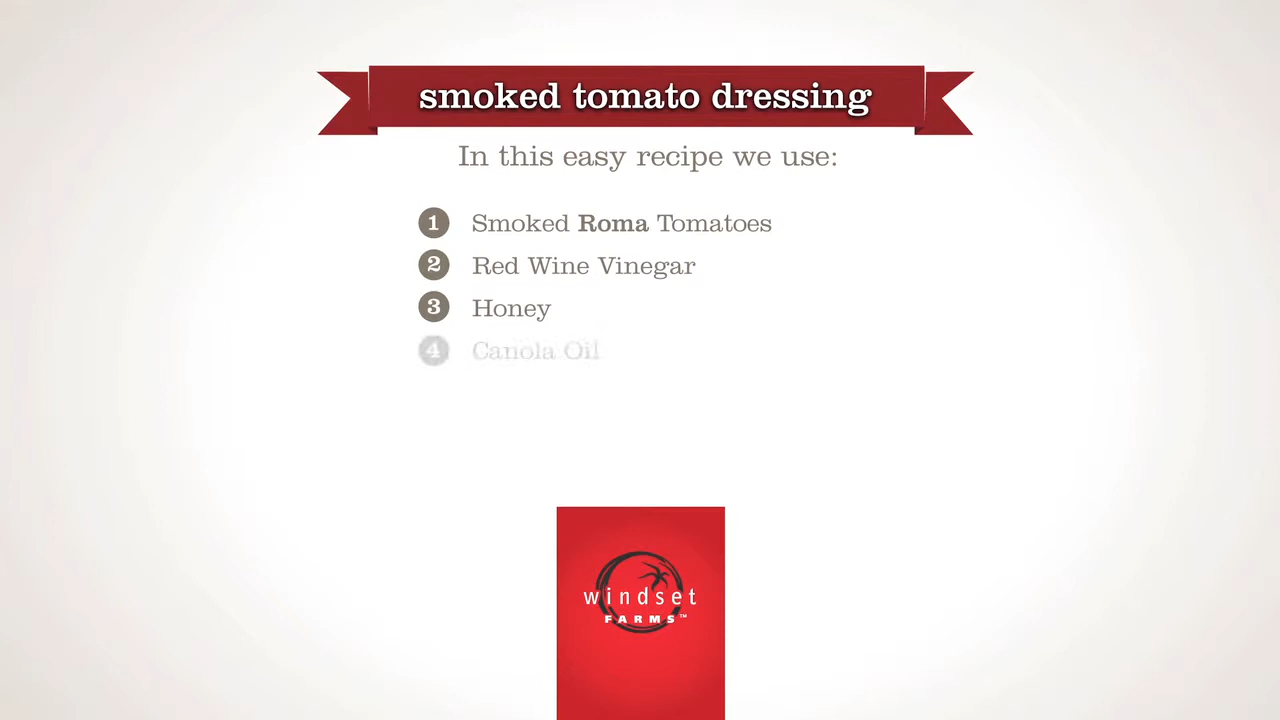 smoked tomato dressing
In this easy recipe we use:
1 Smoked Roma Tomatoes
2 Red Wine Vinegar
3 Honey
4 Canola Oil
windset
FARMS™